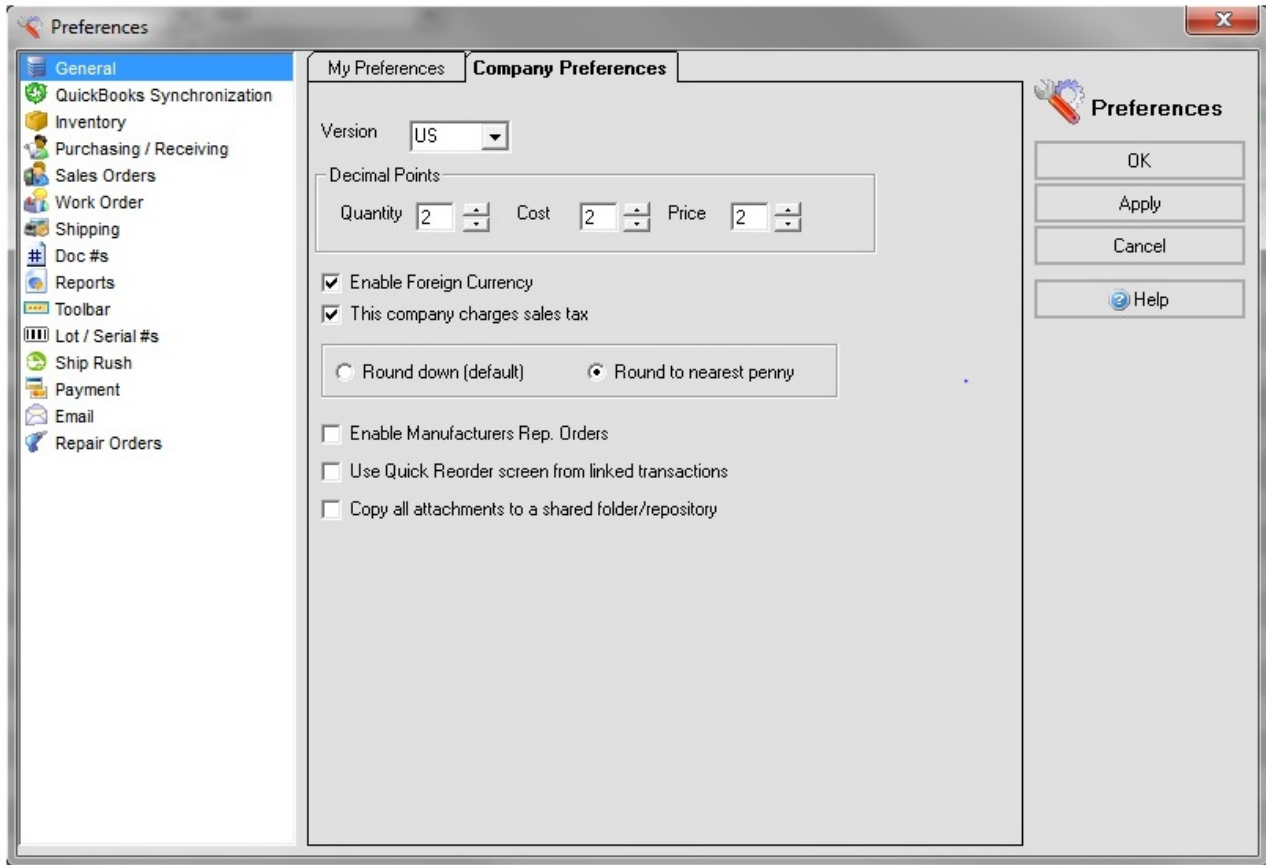 Preferences
General
QuickBooks Synchronization
Inventory
Purchasing / Receiving
Sales Orders
Work Order
Shipping
# Doc #s
Reports
Toolbar
Lot / Serial #s
Ship Rush
Payment
Email
Repair Orders
My Preferences Company Preferences
Version US
Decimal Points
Quantity 2 Cost 2 Price 2
Enable Foreign Currency
This company charges sales tax
Round down (default) Round to nearest penny
Enable Manufacturers Rep. Orders
Use Quick Reorder screen from linked transactions
Copy all attachments to a shared folder/repository
Preferences
OK
Apply
Cancel
? Help